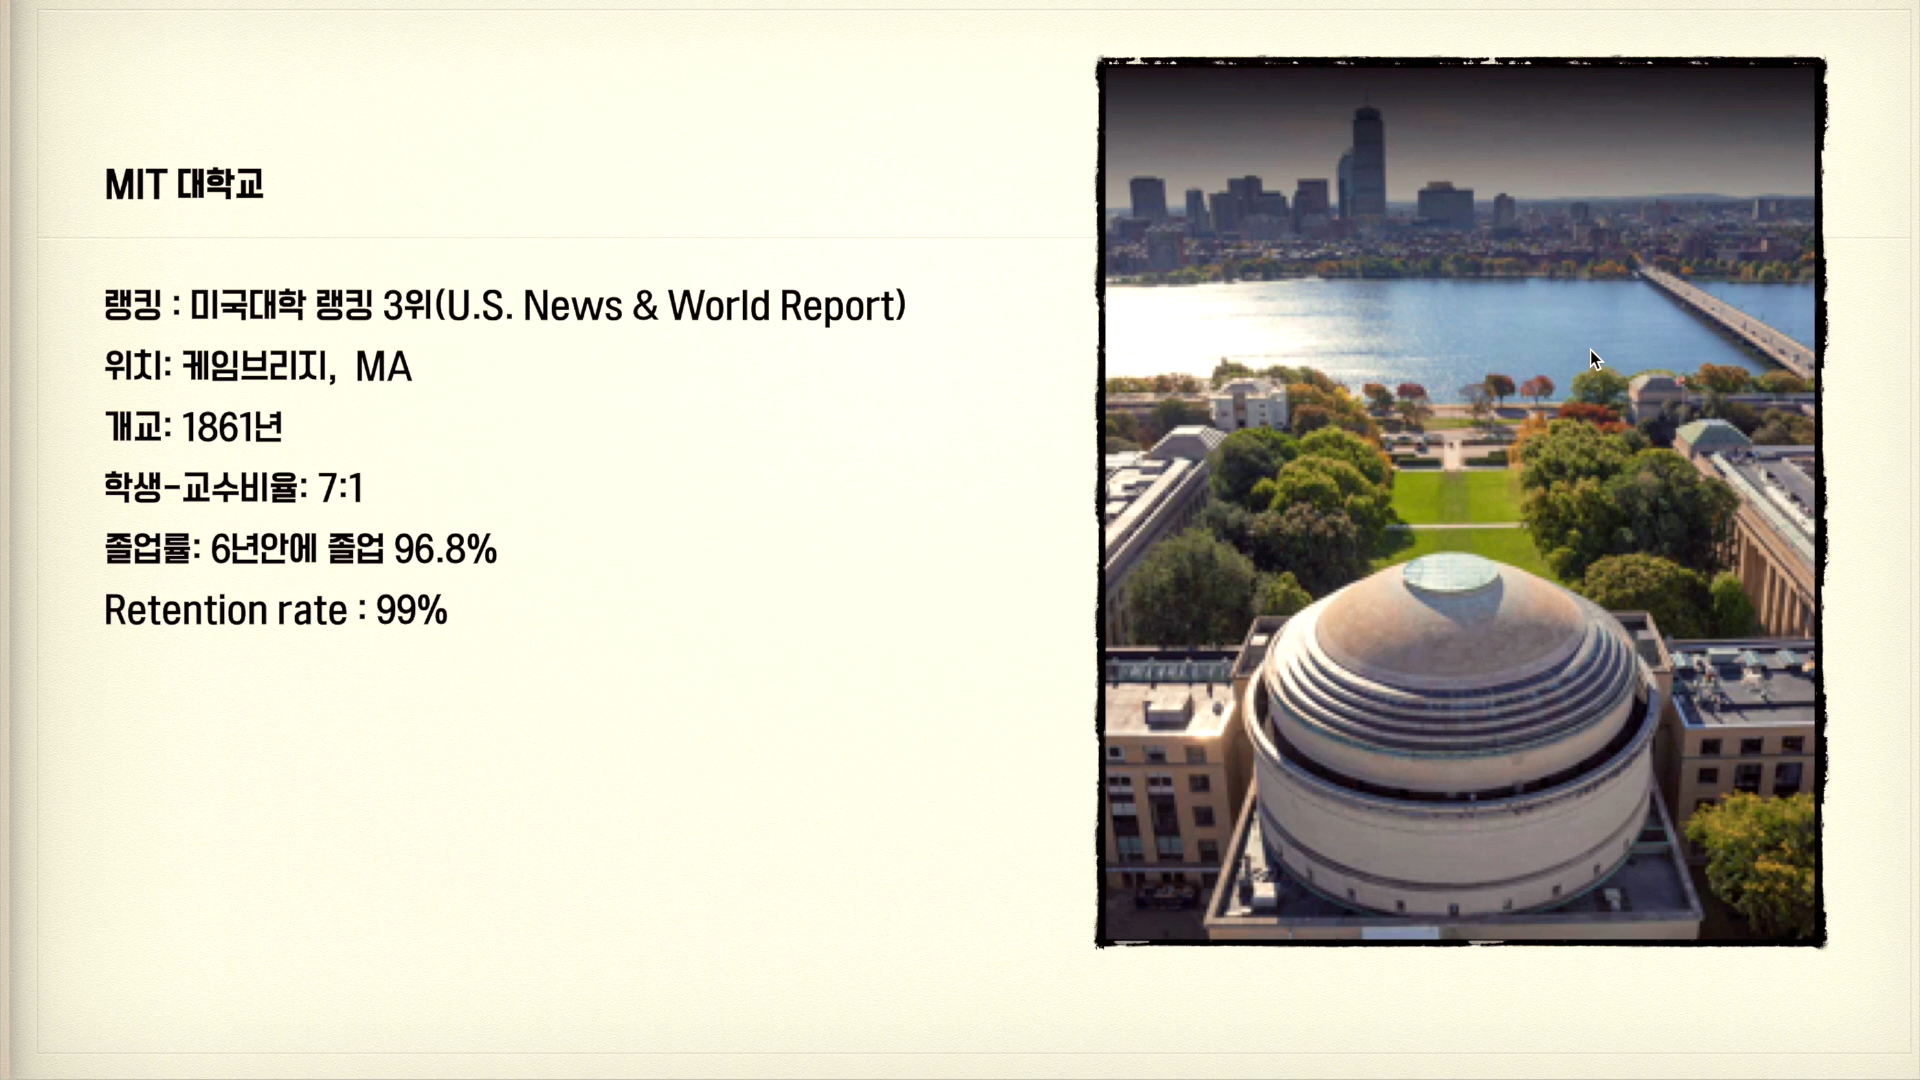 MIT 대학교
랭킹 : 미국대학 랭킹 3위(U.S. News & World Report)
위치: 케임브리지, MA
개교: 1861년
학생-교수비율: 7:1
졸업률: 6년안에 졸업 96.8%
Retention rate : 99%